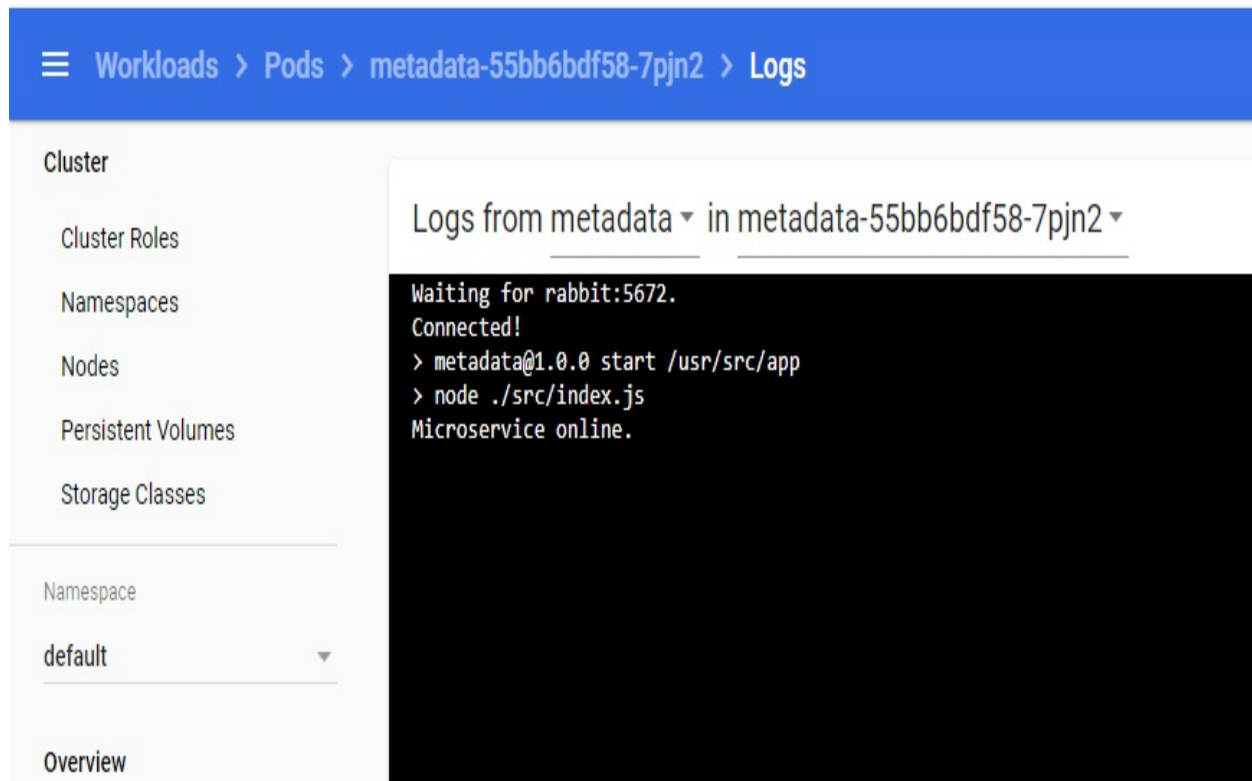 ☰ Workloads > Pods > metadata-55bb6bdf58-7pjn2 > Logs
Cluster
Cluster Roles
Namespaces
Nodes
Persistent Volumes
Storage Classes
Namespace
default
Overview
Logs from metadata in metadata-55bb6bdf58-7pjn2
Waiting for rabbit:5672.
Connected!
> metadata@1.0.0 start /usr/src/app
> node ./src/index.js
Microservice online.